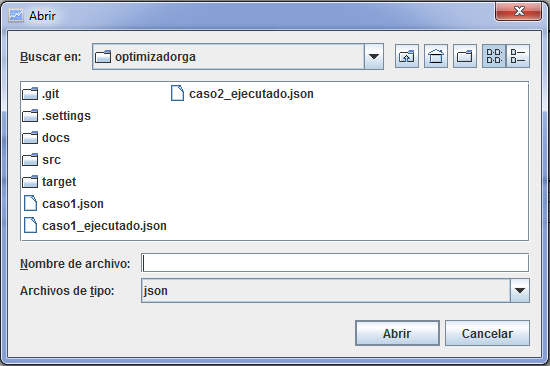 Abrir
Buscar en: optimizadorga
.git
.settings
docs
src
target
caso1.json
caso1_ejecutado.json
caso2_ejecutado.json
Nombre de archivo:
Archivos de tipo: json
Abrir Cancelar